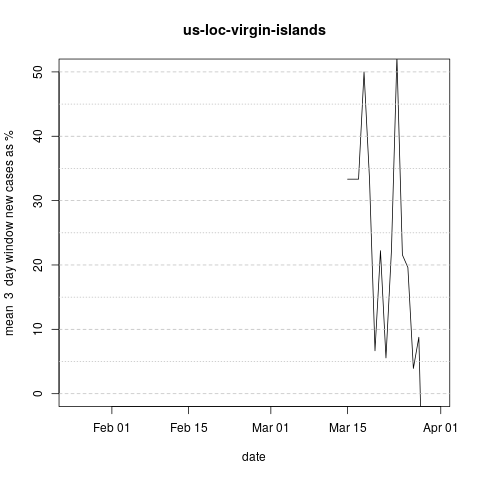 us-loc-virgin-islands
mean  3  day window new cases as %
50
40
30
20
10
0
Feb 01
Feb 15
Mar 01
Mar 15
Apr 01
date